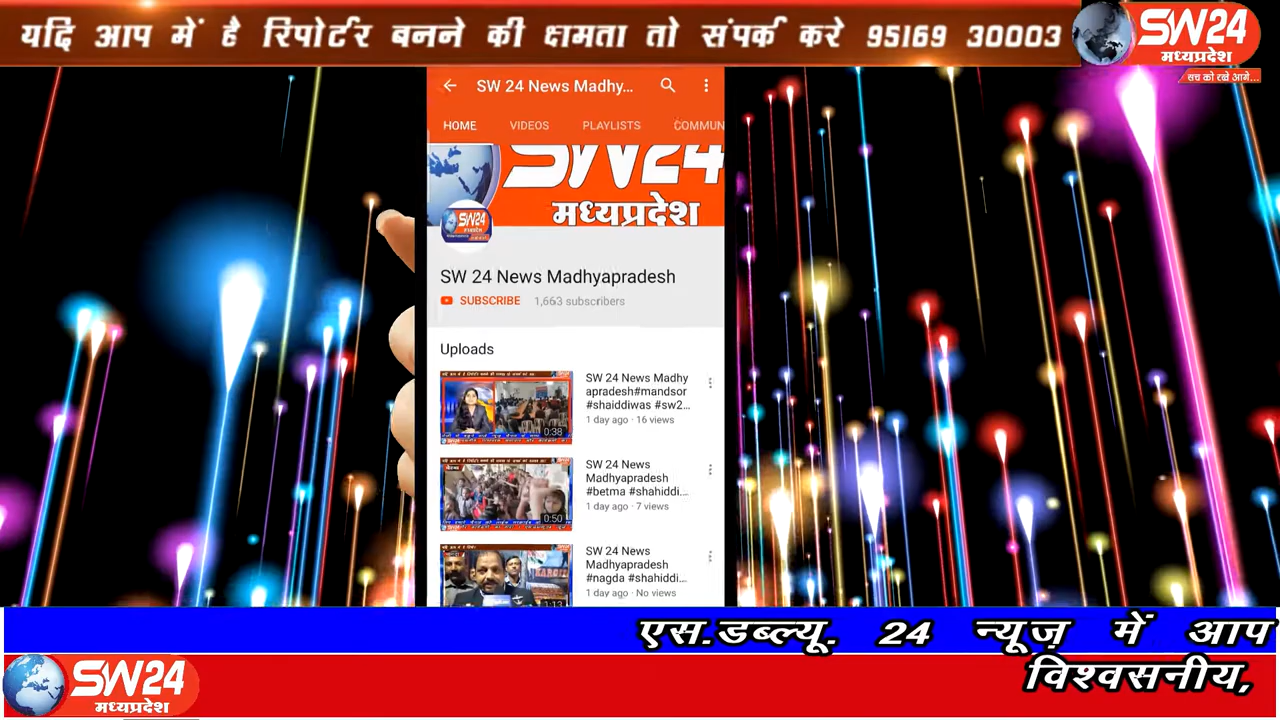 यदि आप में है रिपोर्टर बनने की क्षमता तो संपर्क करे 95169 30003
SW24
मध्यप्रदेश
सच को रखे आगे...
SW 24 News Madhy...
HOME VIDEOS PLAYLISTS COMMUN
SW24
मध्यप्रदेश
SW24
SW 24 News Madhyapradesh
SUBSCRIBE 1,663 subscribers
Uploads
SW 24 News Madhy
apradesh#mandsor
#shaiddiwas #sw2...
1 day ago · 16 views
0:38
SW 24 News
Madhyapradesh
#betma #shahiddi...
1 day ago · 7 views
0:50
SW 24 News
Madhyapradesh
#nagda #shahiddi...
1 day ago · No views
1:13
एस.डब्ल्यू. 24 न्यूज़ में आप
विश्वसनीय,
SW24
मध्यप्रदेश